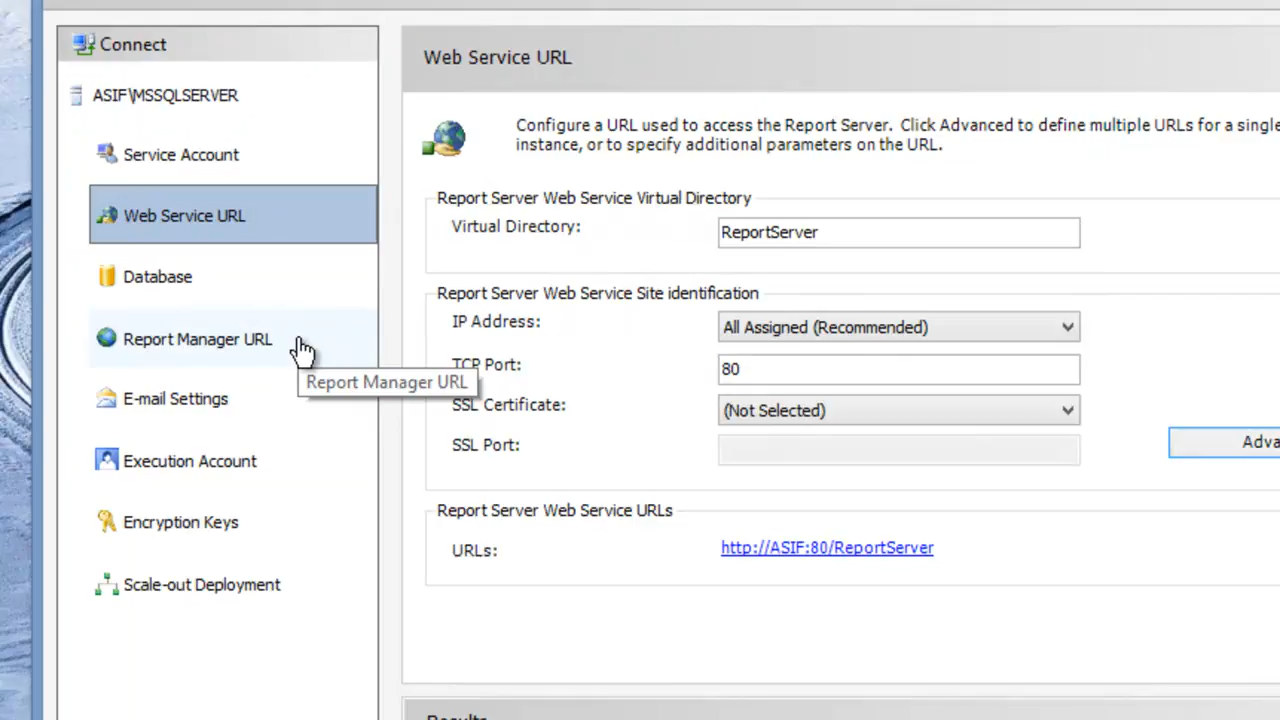 Connect
ASIF\MSSQLSERVER
Service Account
Web Service URL
Database
Report Manager URL
Report Manager URL
E-mail Settings
Execution Account
Encryption Keys
Scale-out Deployment
Web Service URL
Configure a URL used to access the Report Server. Click Advanced to define multiple URLs for a single
instance, or to specify additional parameters on the URL.
Report Server Web Service Virtual Directory
Virtual Directory: ReportServer
Report Server Web Service Site identification
IP Address: All Assigned (Recommended)
TCP Port: 80
SSL Certificate: (Not Selected)
SSL Port:
Adva
Report Server Web Service URLs
URLs: http://ASIF:80/ReportServer
Results